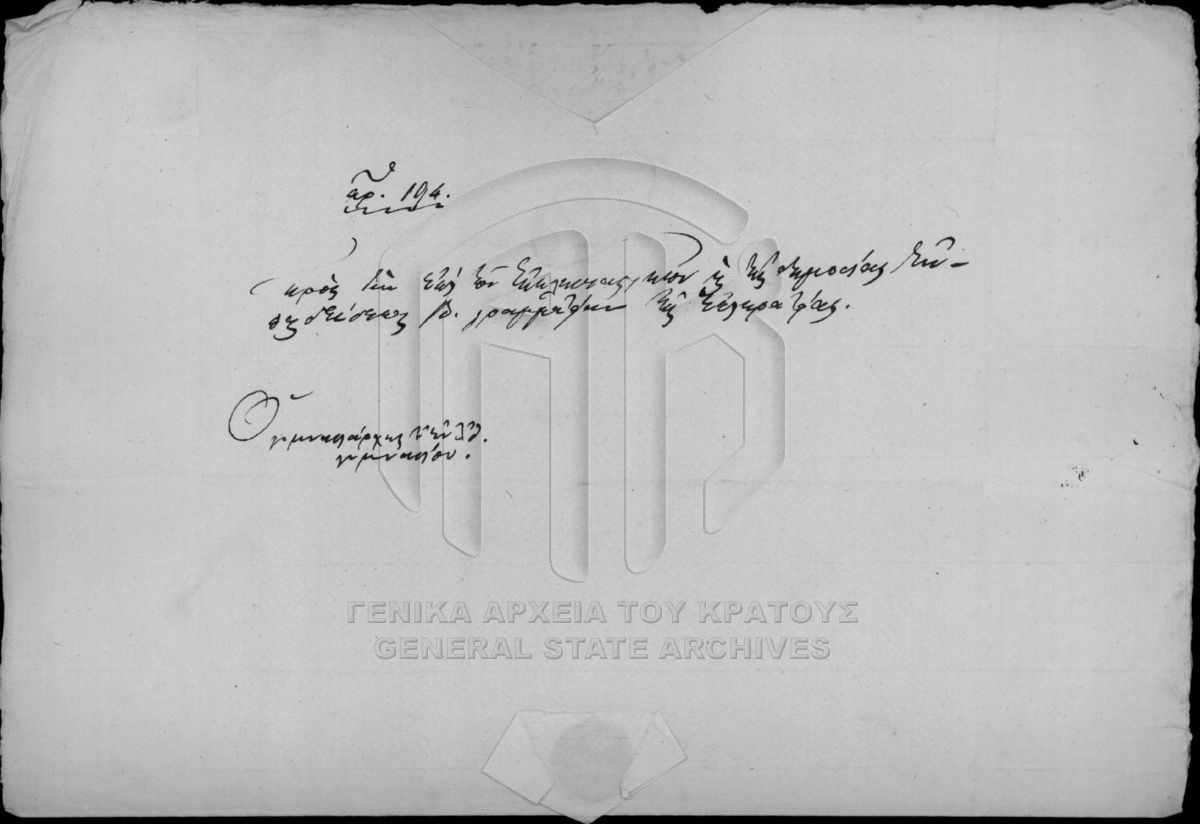 ἀρ. 194.
πρὸς τὴν ἐπὶ τῶν Ἐκκλησιαστικῶν κ τῆς δημοσίας Ἐκ-
παιδεύσεως Β. γραμματείαν τῆς Ἐπικρατείας.
Ὁ γυμνασιάρχης τοῦ ἐν
γυμνασίου.
ΓΕΝΙΚΑ ΑΡΧΕΙΑ ΤΟΥ ΚΡΑΤΟΥΣ
GENERAL STATE ARCHIVES